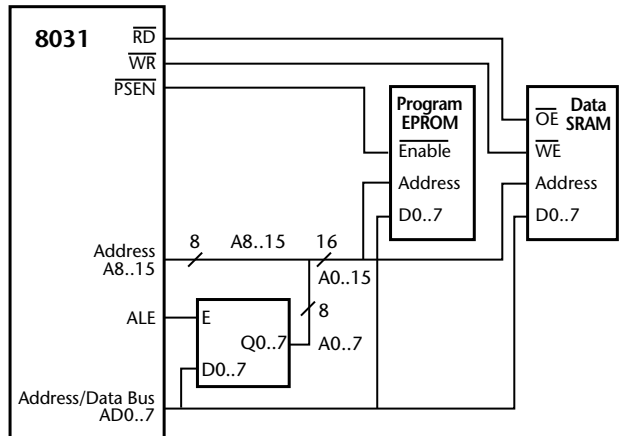 8031
RD
WR
PSEN
Program
EPROM
Enable
Address
D0..7
Data
SRAM
OE
WE
Address
D0..7
Address
A8..15
8
A8..15
16
A0..15
8
A0..7
ALE
E
Q0..7
D0..7
Address/Data Bus
AD0..7